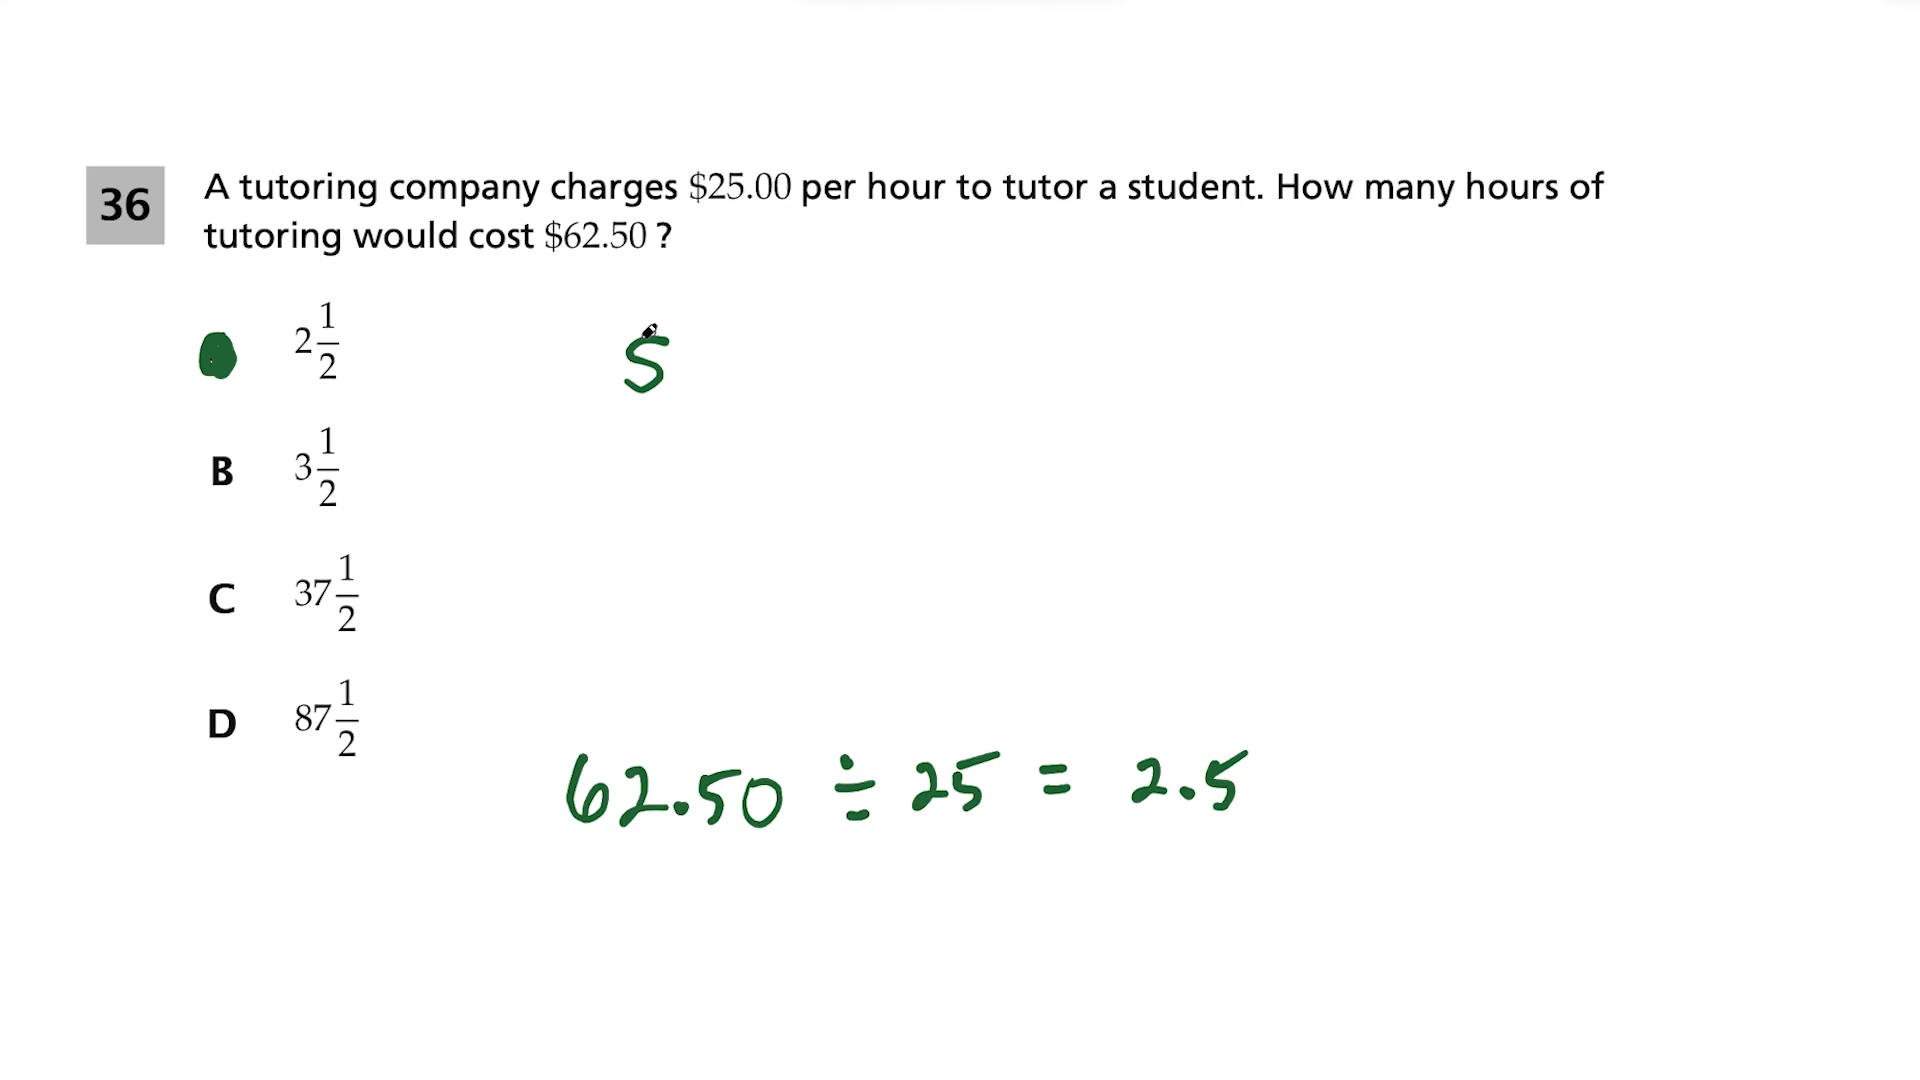 36 A tutoring company charges $25.00 per hour to tutor a student. How many hours of
tutoring would cost $62.50 ?
2 1/2
S
B 3 1/2
C 37 1/2
D 87 1/2
62.50 ÷ 25 = 2.5